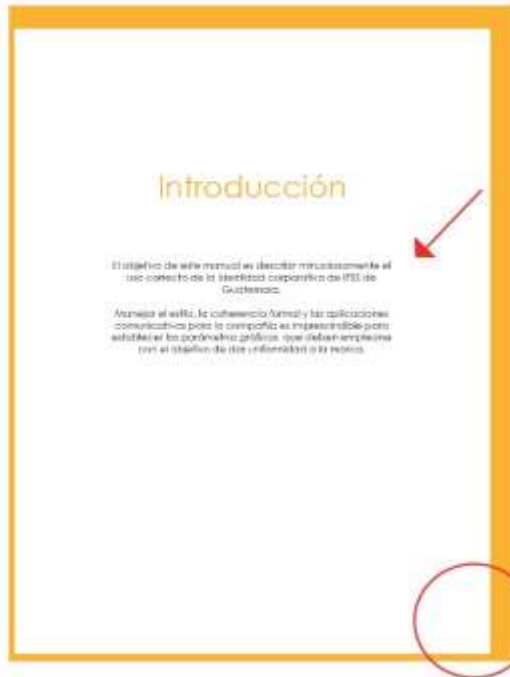 Introducción
El objetivo de este manual es describir minuciosamente el
uso correcto de la identidad corporativa de IFES de
Guatemala.
Manejar el estilo, la coherencia formal y las aplicaciones
comunicativas para la compañía es imprescindible para
establecer los parámetros gráficos que deben emplearse
con el objetivo de dar uniformidad a la marca.